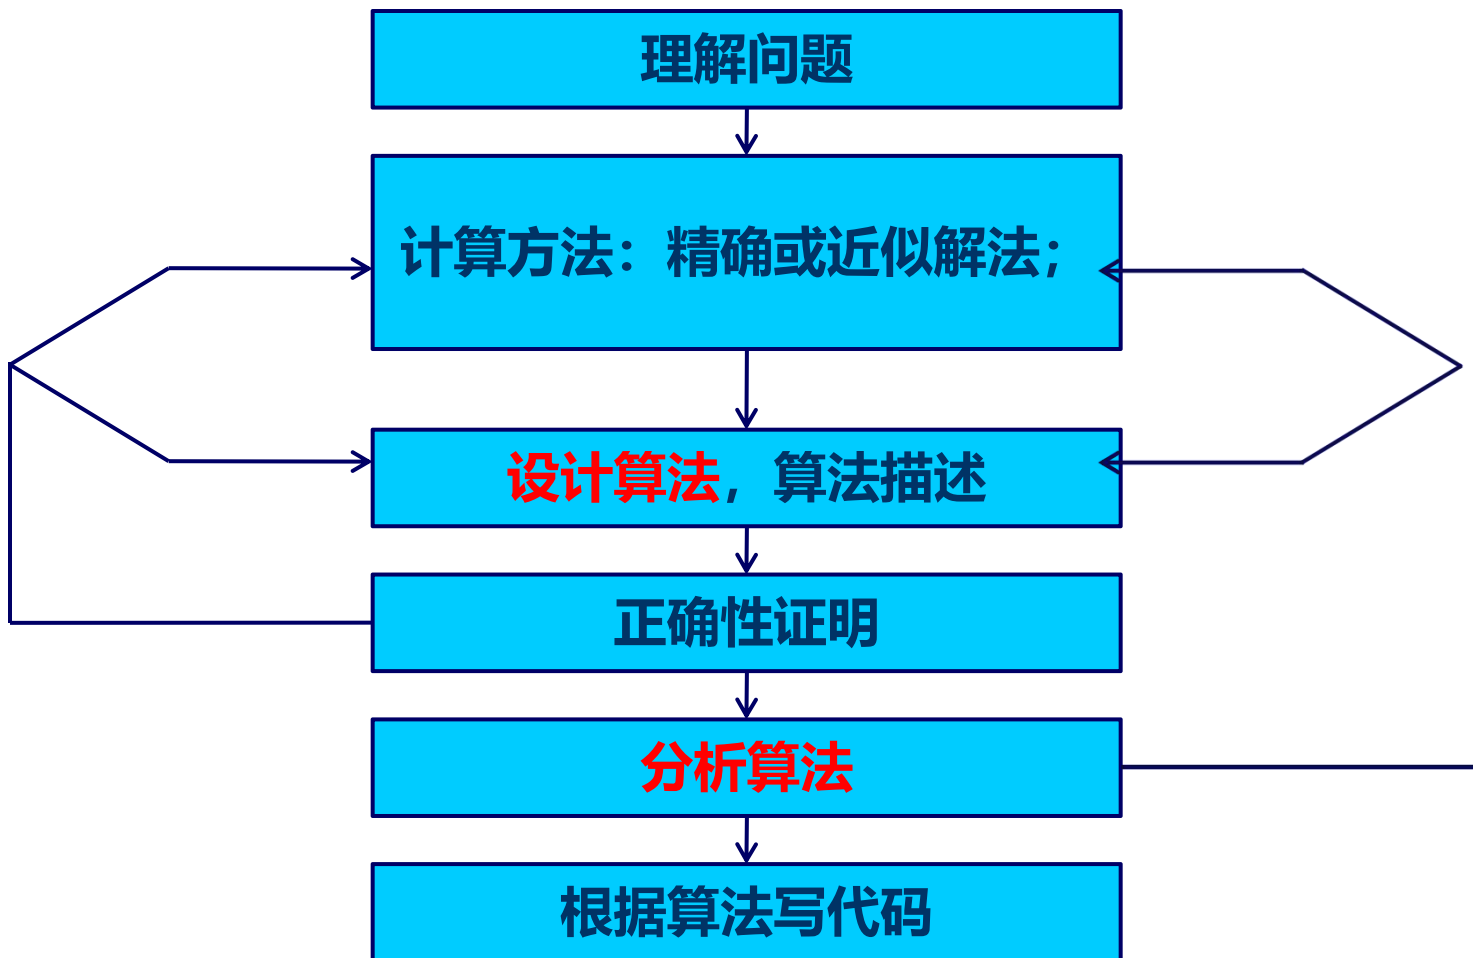 理解问题
计算方法：精确或近似解法；
设计算法，算法描述
正确性证明
分析算法
根据算法写代码